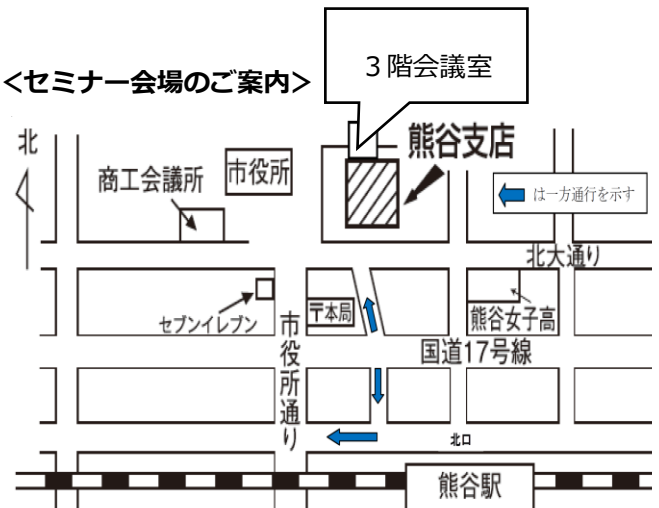 ３階会議室
<セミナー会場のご案内>
北
商工会議所
市役所
熊谷支店
は一方通行を示す
北大通り
セブンイレブン
〒本局
熊谷女子高
市役所通り
国道17号線
北口
熊谷駅